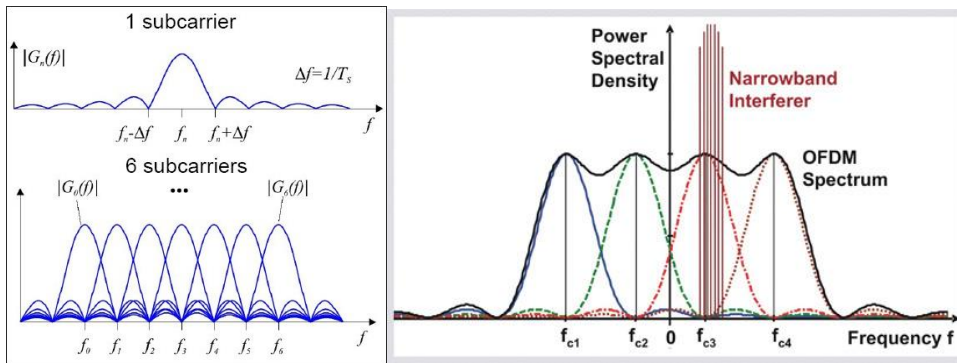 1 subcarrier
|Gn(f)|
Δf=1/TS
f
fn-Δf fn fn+Δf
6 subcarriers
|G0(f)| ••• |G6(f)|
f
f0 f1 f2 f3 f4 f5 f6
Power
Spectral
Density
Narrowband
Interferer
OFDM
Spectrum
fc1 fc2 0 fc3 fc4 Frequency f